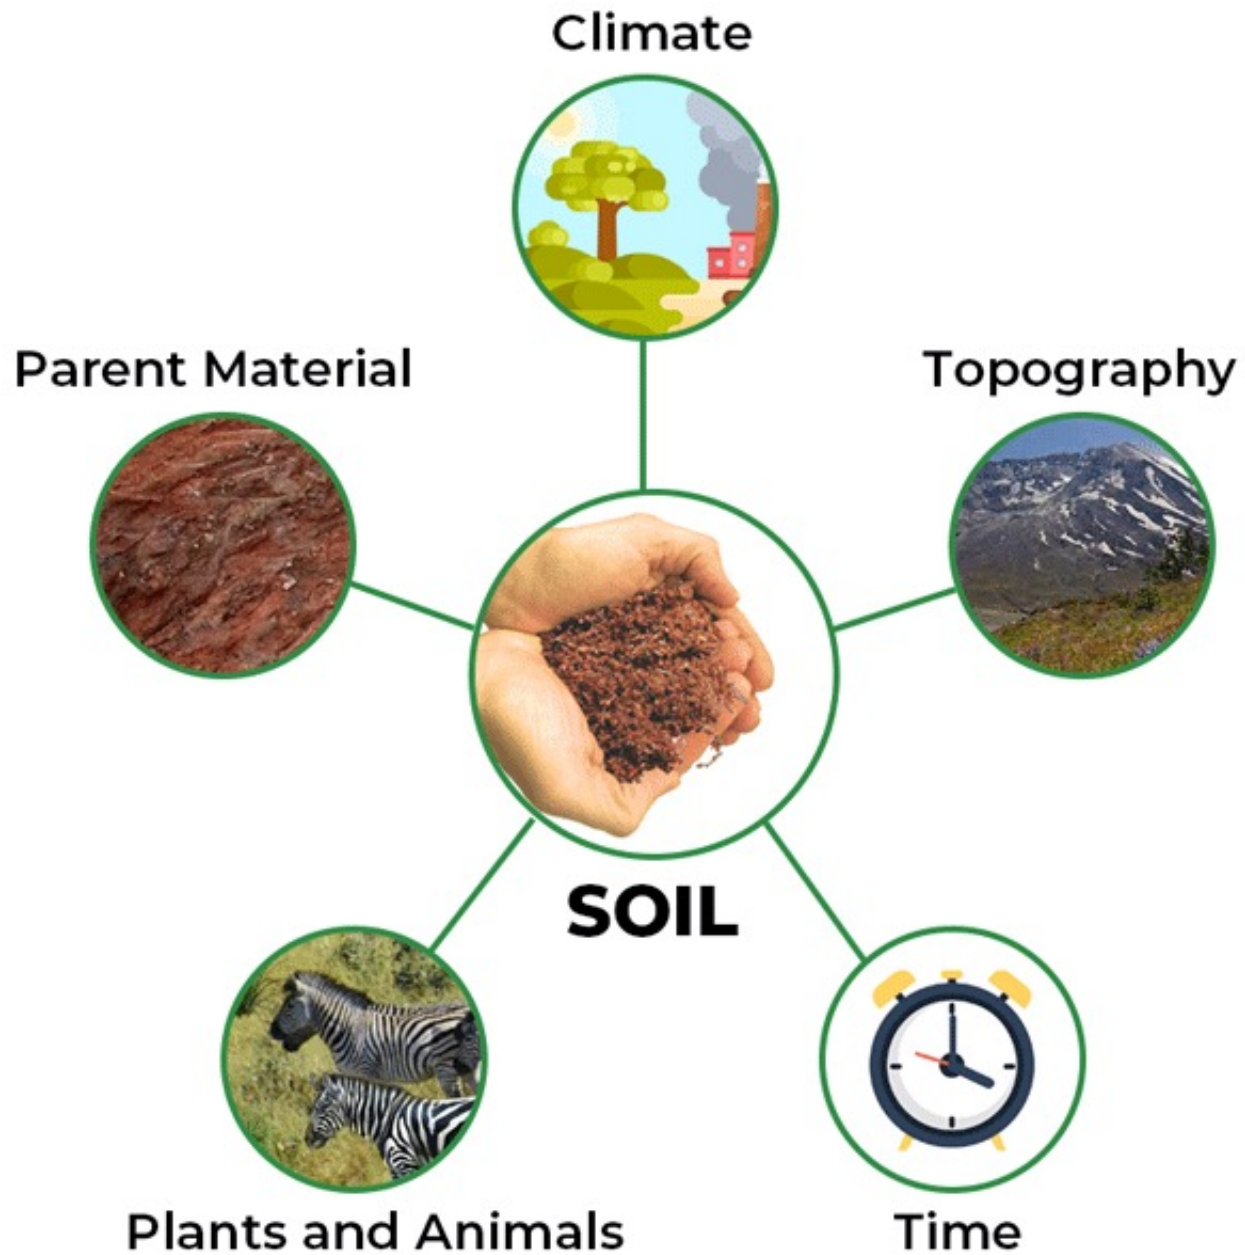 Climate
Parent Material
Topography
SOIL
Plants and Animals
Time